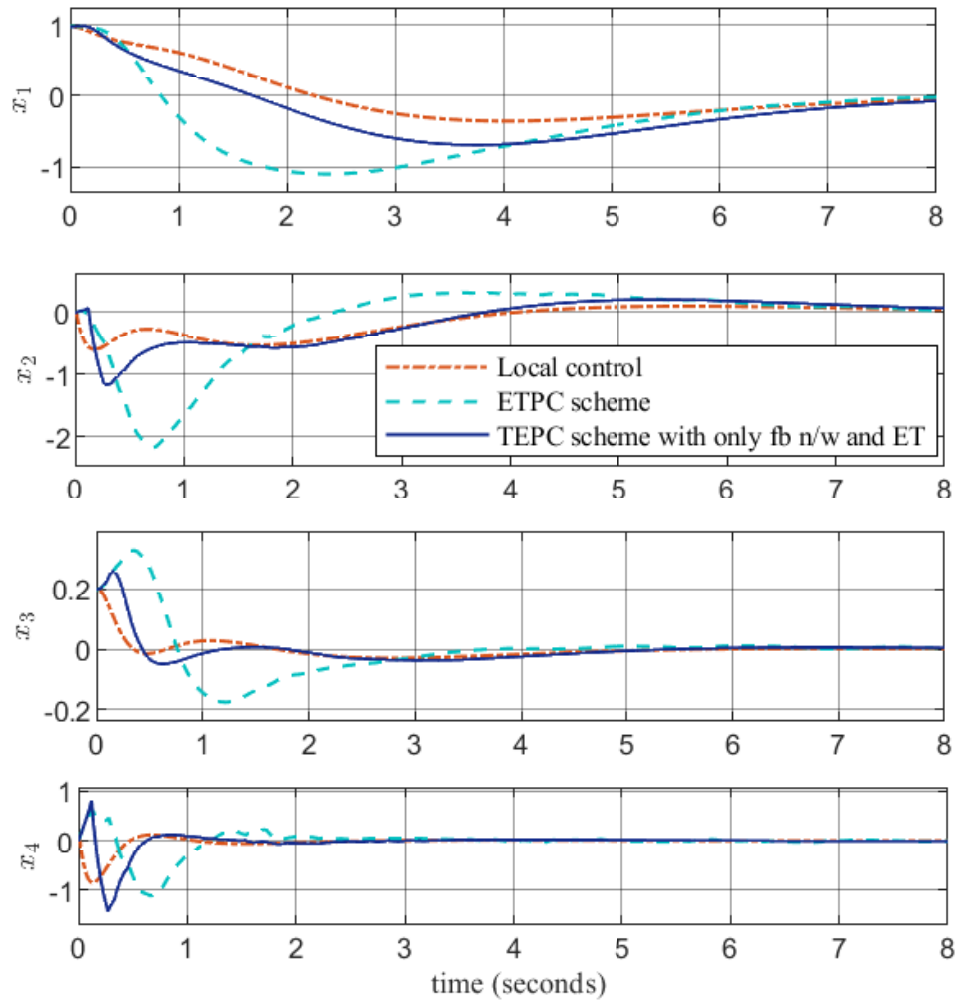 1
0
-1
x1
0 1 2 3 4 5 6 7 8
0
-1
-2
x2
Local control
ETPC scheme
TEPC scheme with only fb n/w and ET
0 1 2 3 4 5 6 7 8
0.2
0
-0.2
x3
0 1 2 3 4 5 6 7 8
1
0
-1
x4
0 1 2 3 4 5 6 7 8
time (seconds)